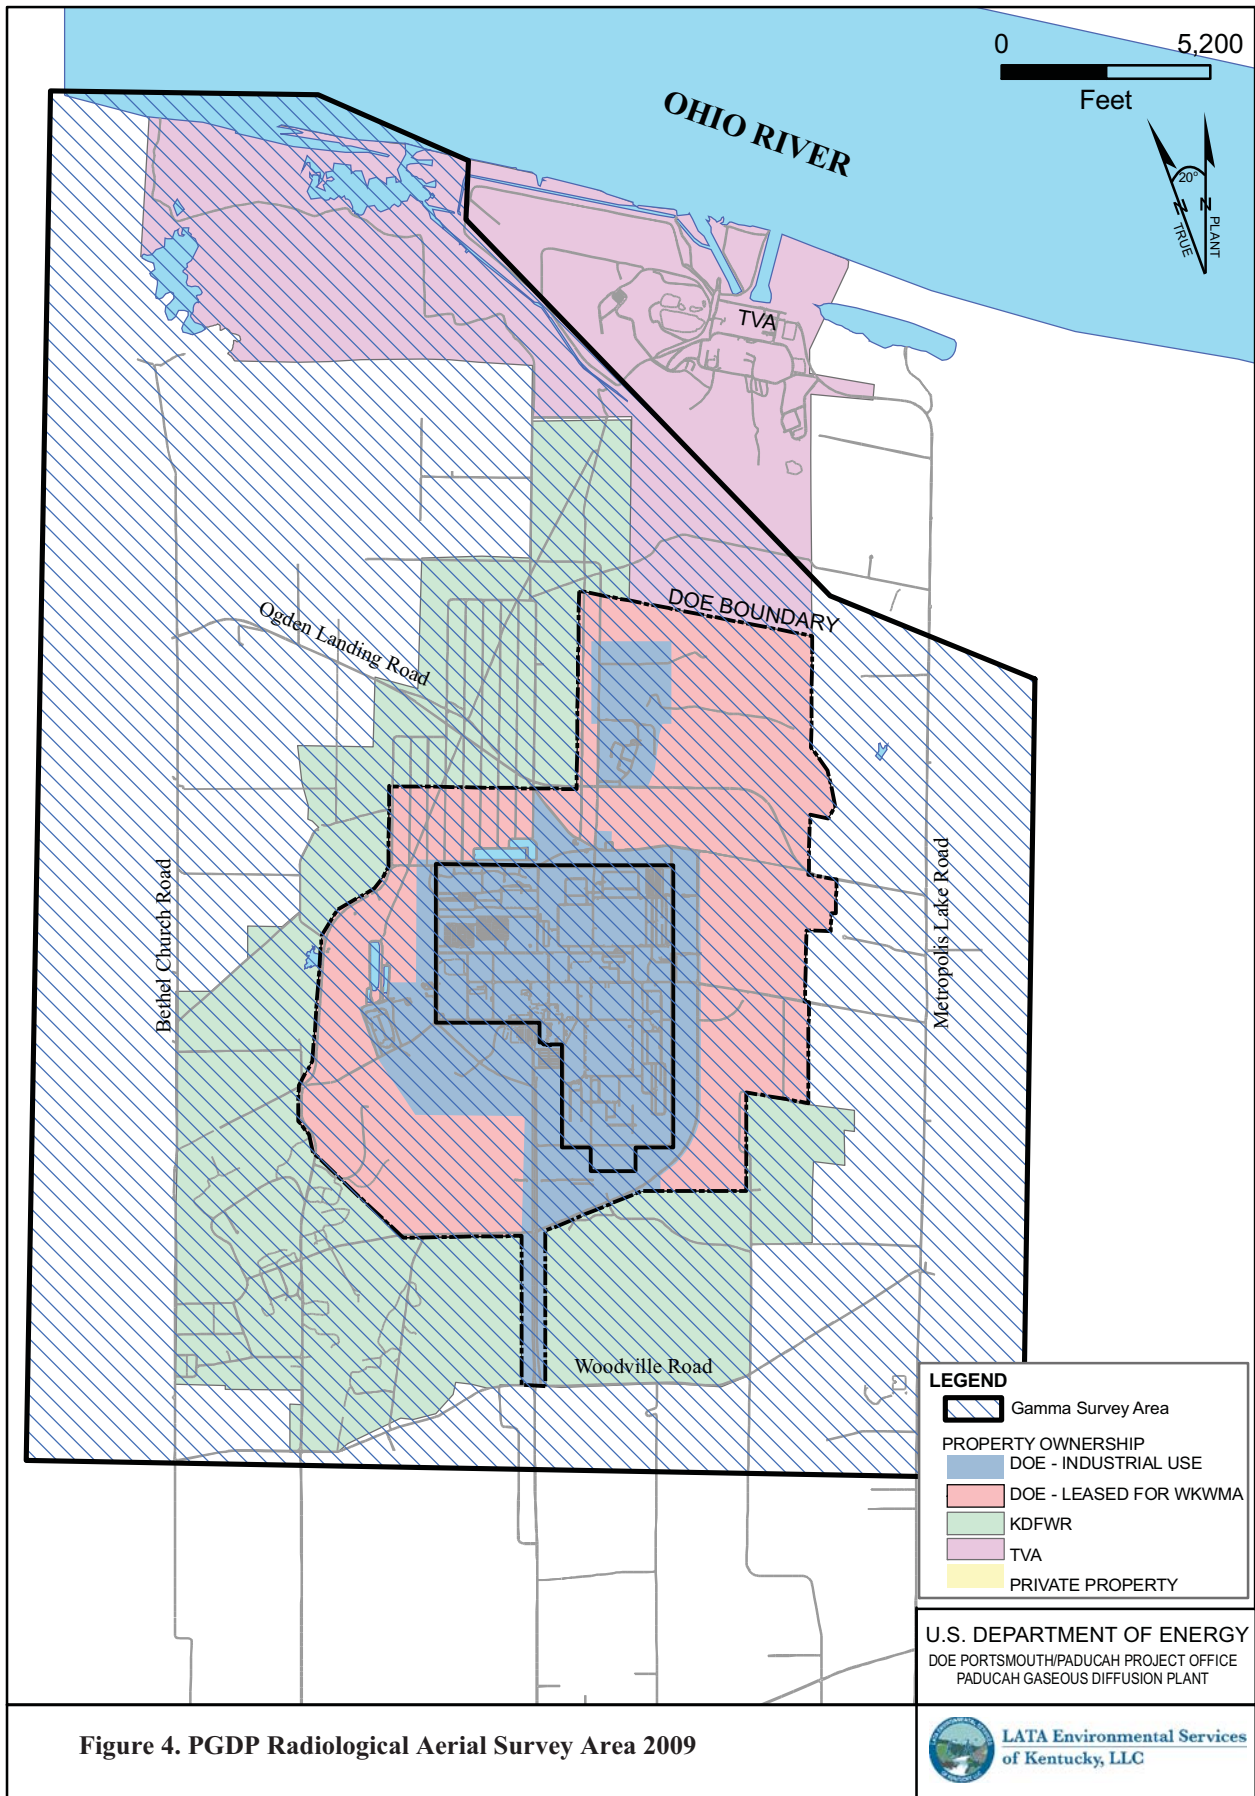 0 5,200
Feet
OHIO RIVER
20°
N N
TRUE PLANT
TVA
DOE BOUNDARY
Ogden Landing Road
Bethel Church Road
Metropolis Lake Road
Woodville Road
LEGEND
Gamma Survey Area
PROPERTY OWNERSHIP
DOE - INDUSTRIAL USE
DOE - LEASED FOR WKWMA
KDFWR
TVA
PRIVATE PROPERTY
U.S. DEPARTMENT OF ENERGY
DOE PORTSMOUTH/PADUCAH PROJECT OFFICE
PADUCAH GASEOUS DIFFUSION PLANT
Figure 4. PGDP Radiological Aerial Survey Area 2009
LATA Environmental Services
of Kentucky, LLC